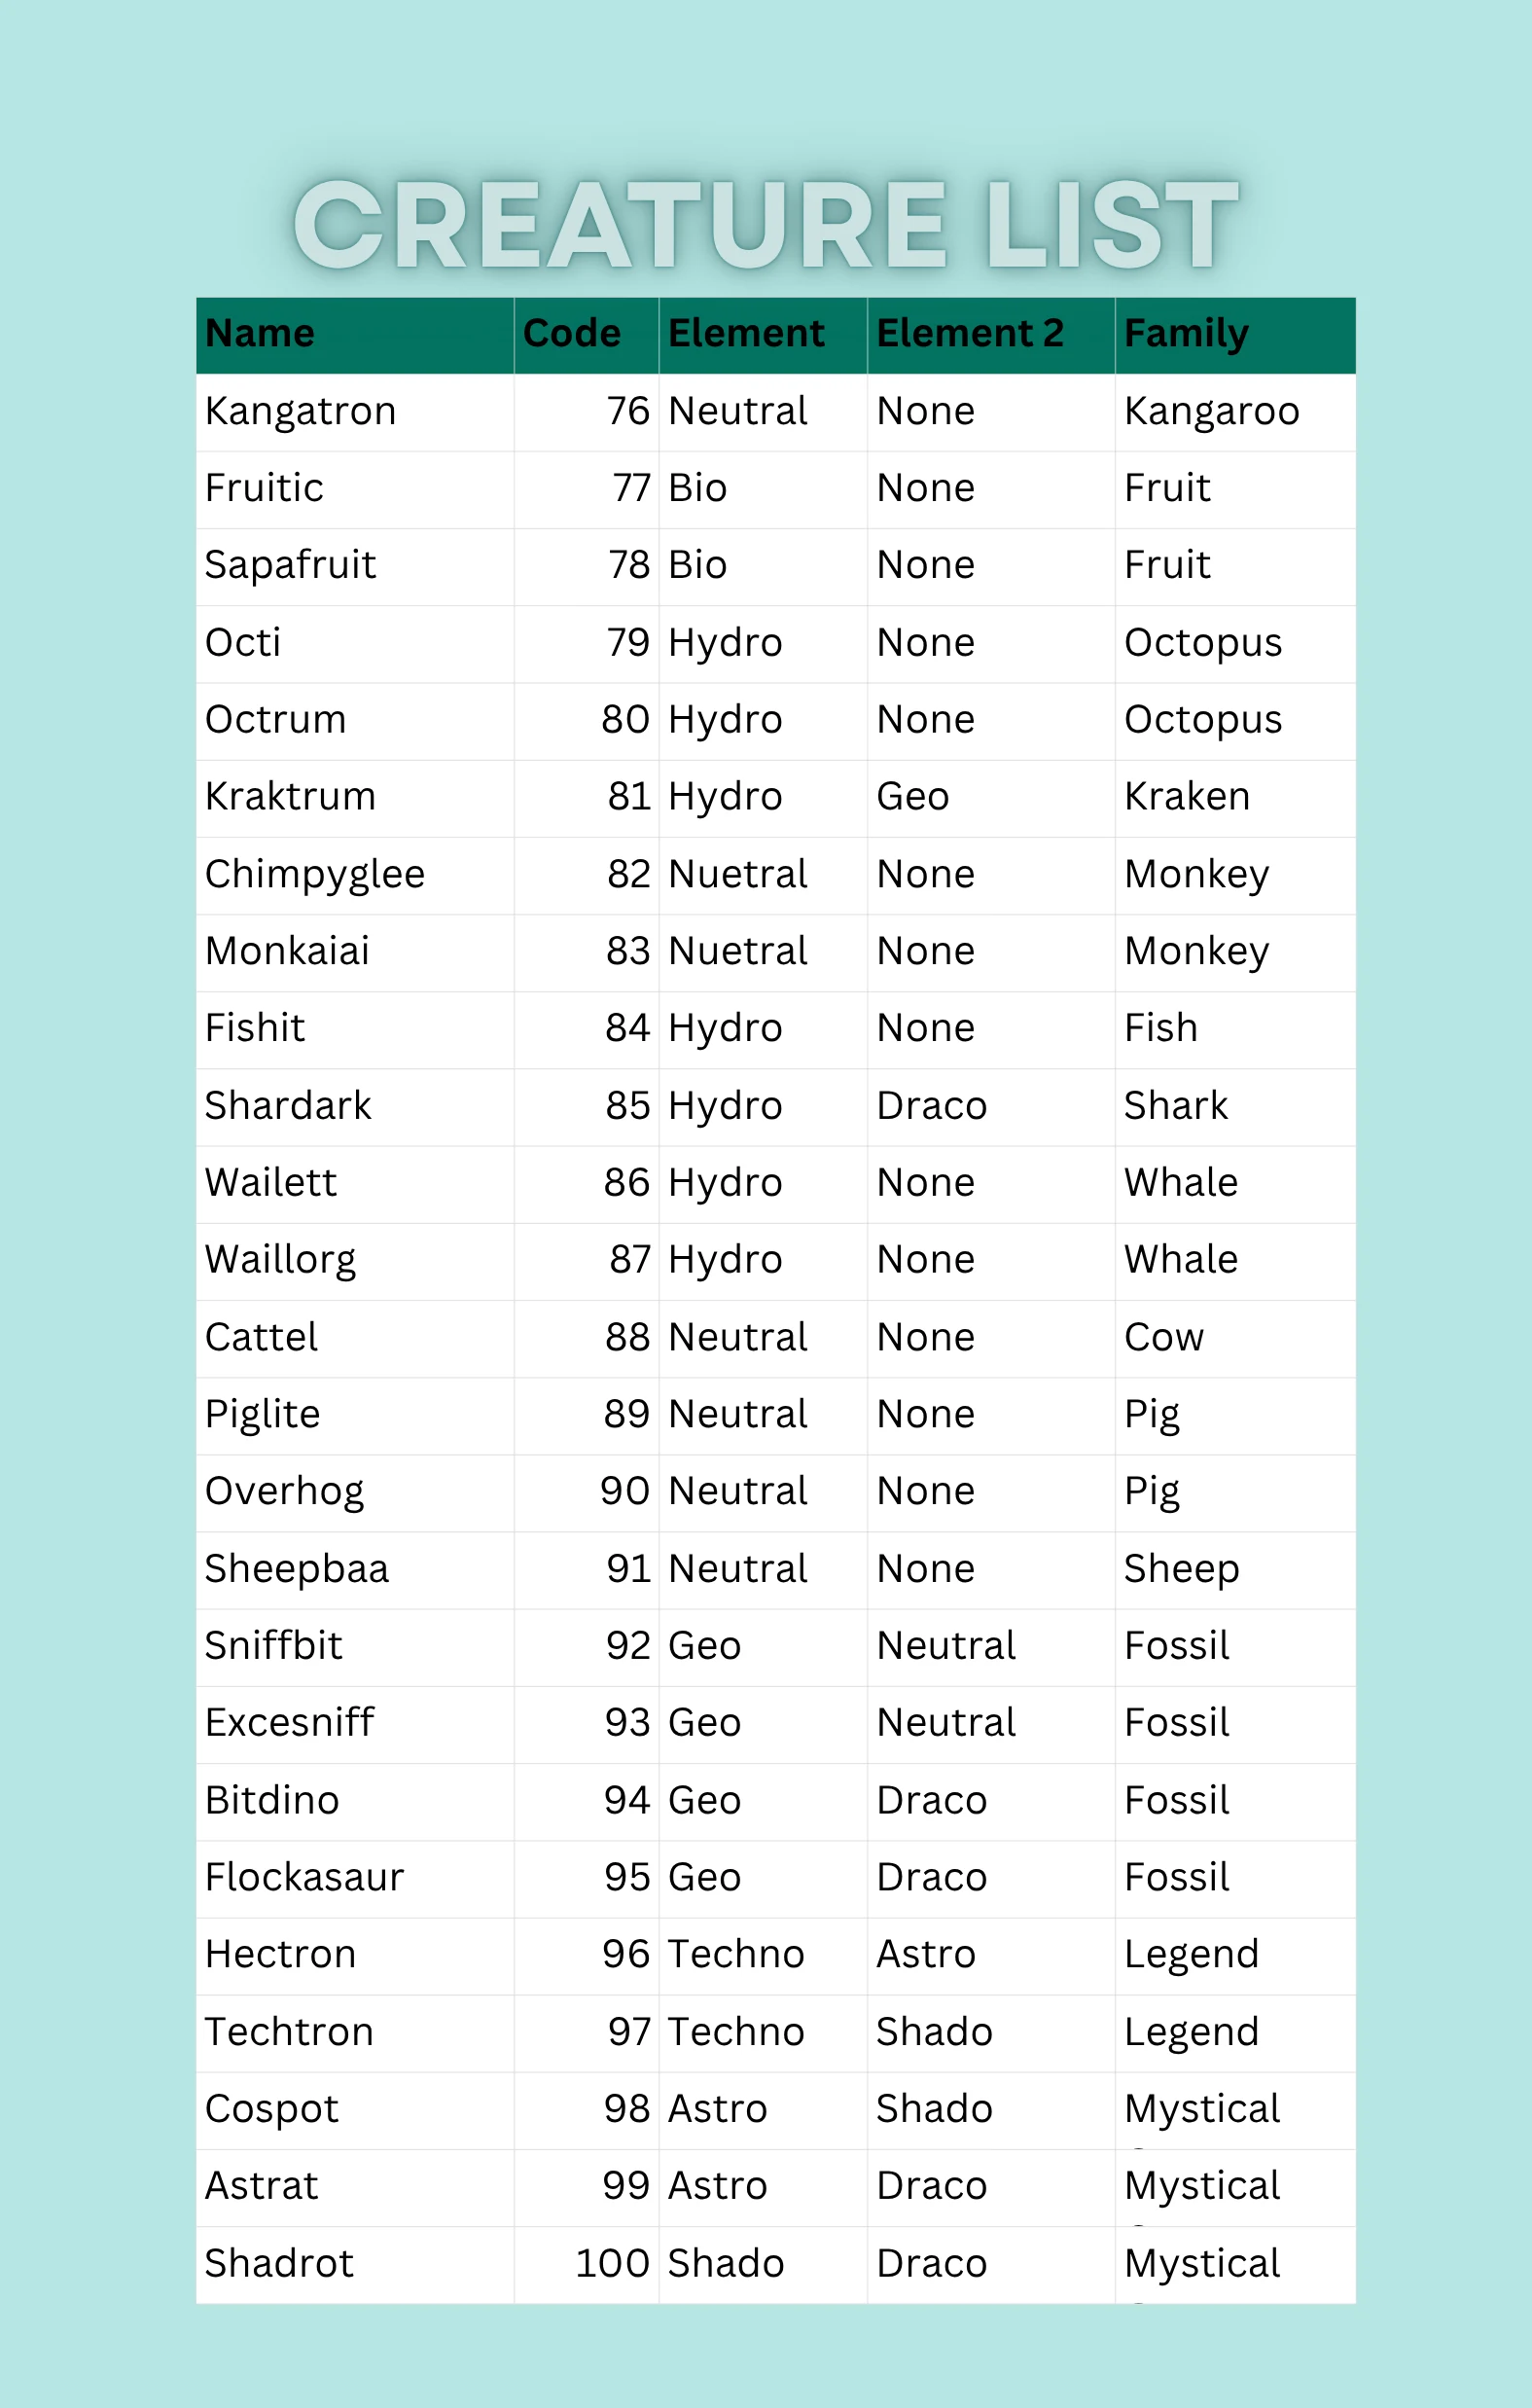 CREATURE LIST
Name Code Element Element 2 Family
Kangatron 76 Neutral None Kangaroo
Fruitic 77 Bio None Fruit
Sapafruit 78 Bio None Fruit
Octi 79 Hydro None Octopus
Octrum 80 Hydro None Octopus
Kraktrum 81 Hydro Geo Kraken
Chimpyglee 82 Nuetral None Monkey
Monkaiai 83 Nuetral None Monkey
Fishit 84 Hydro None Fish
Shardark 85 Hydro Draco Shark
Wailett 86 Hydro None Whale
Waillorg 87 Hydro None Whale
Cattel 88 Neutral None Cow
Piglite 89 Neutral None Pig
Overhog 90 Neutral None Pig
Sheepbaa 91 Neutral None Sheep
Sniffbit 92 Geo Neutral Fossil
Excesniff 93 Geo Neutral Fossil
Bitdino 94 Geo Draco Fossil
Flockasaur 95 Geo Draco Fossil
Hectron 96 Techno Astro Legend
Techtron 97 Techno Shado Legend
Cospot 98 Astro Shado Mystical
Astrat 99 Astro Draco Mystical
Shadrot 100 Shado Draco Mystical